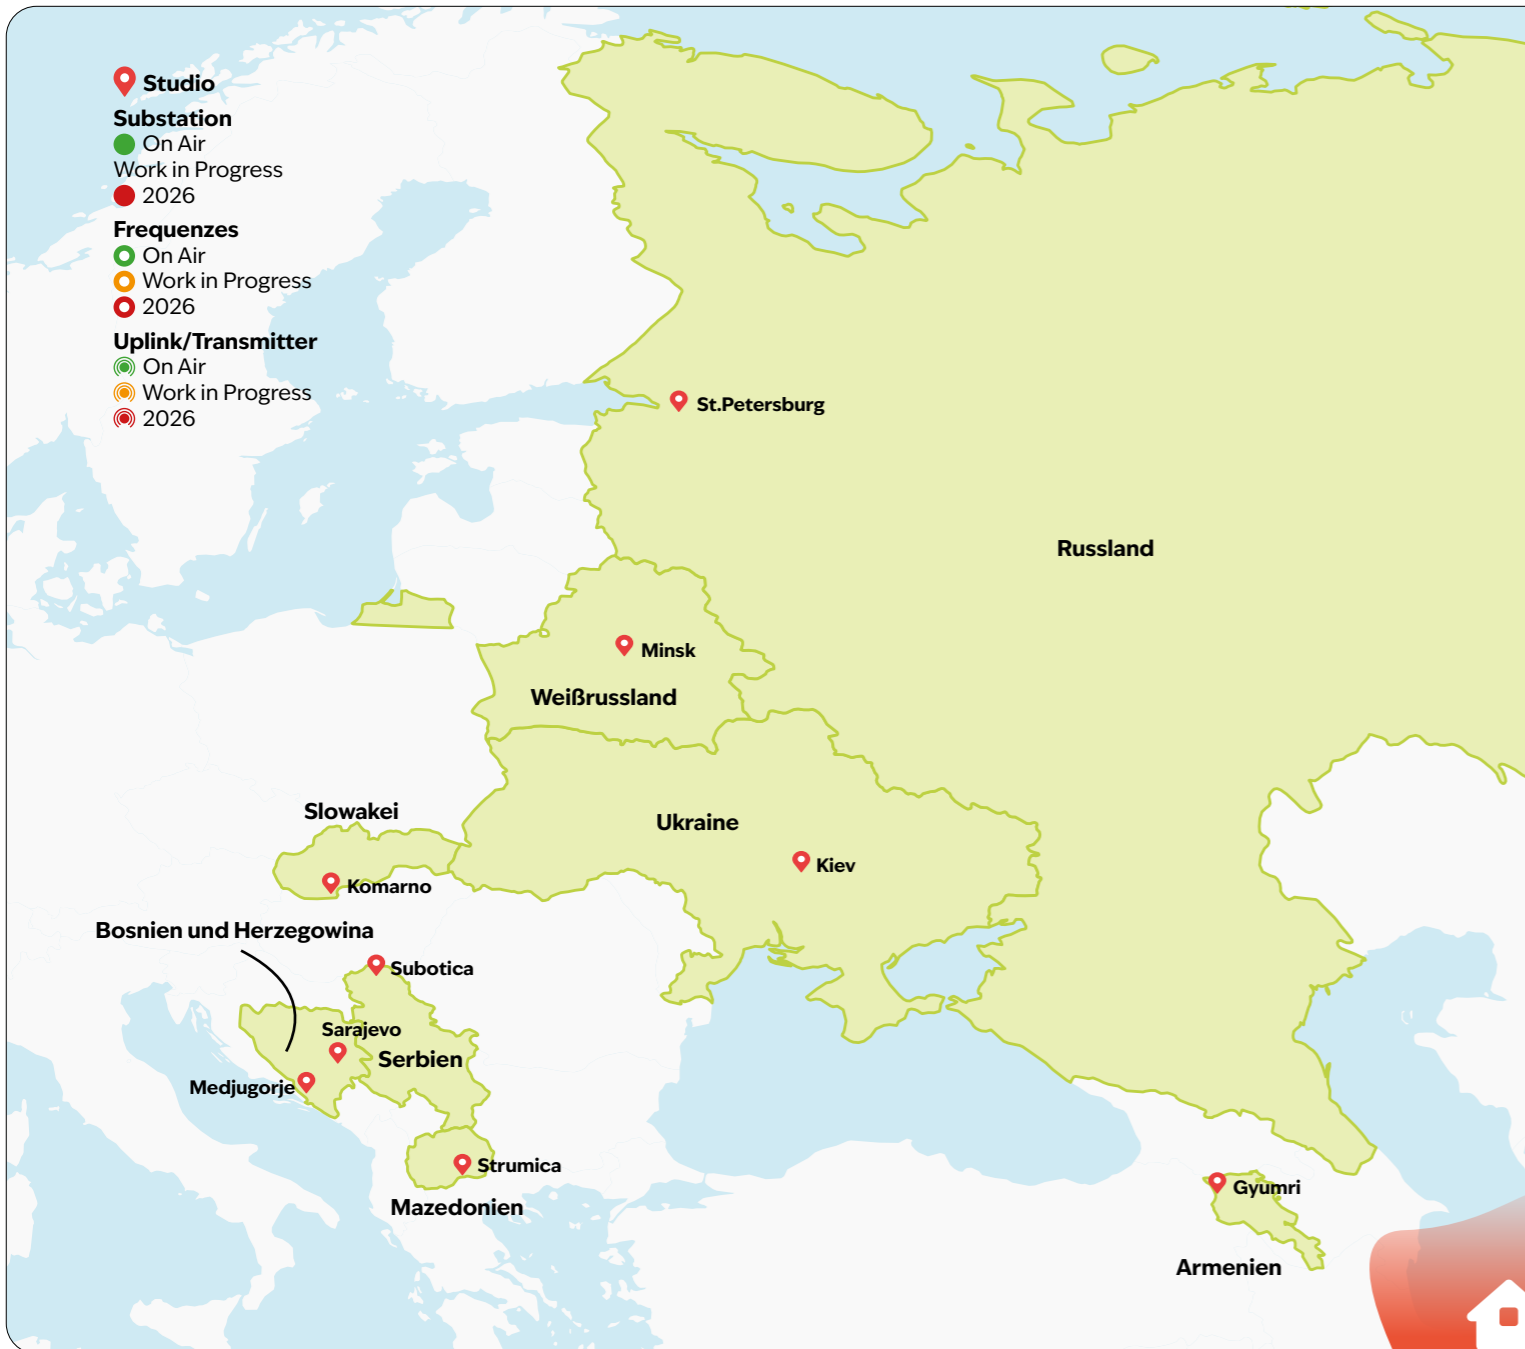 Studio
Substation
On Air
Work in Progress
2026
Frequenzes
On Air
Work in Progress
2026
Uplink/Transmitter
On Air
Work in Progress
2026
St.Petersburg
Russland
Minsk
Weißrussland
Slowakei
Ukraine
Kiev
Komarno
Bosnien und Herzegowina
Subotica
Sarajevo
Serbien
Medjugorje
Strumica
Mazedonien
Gyumri
Armenien